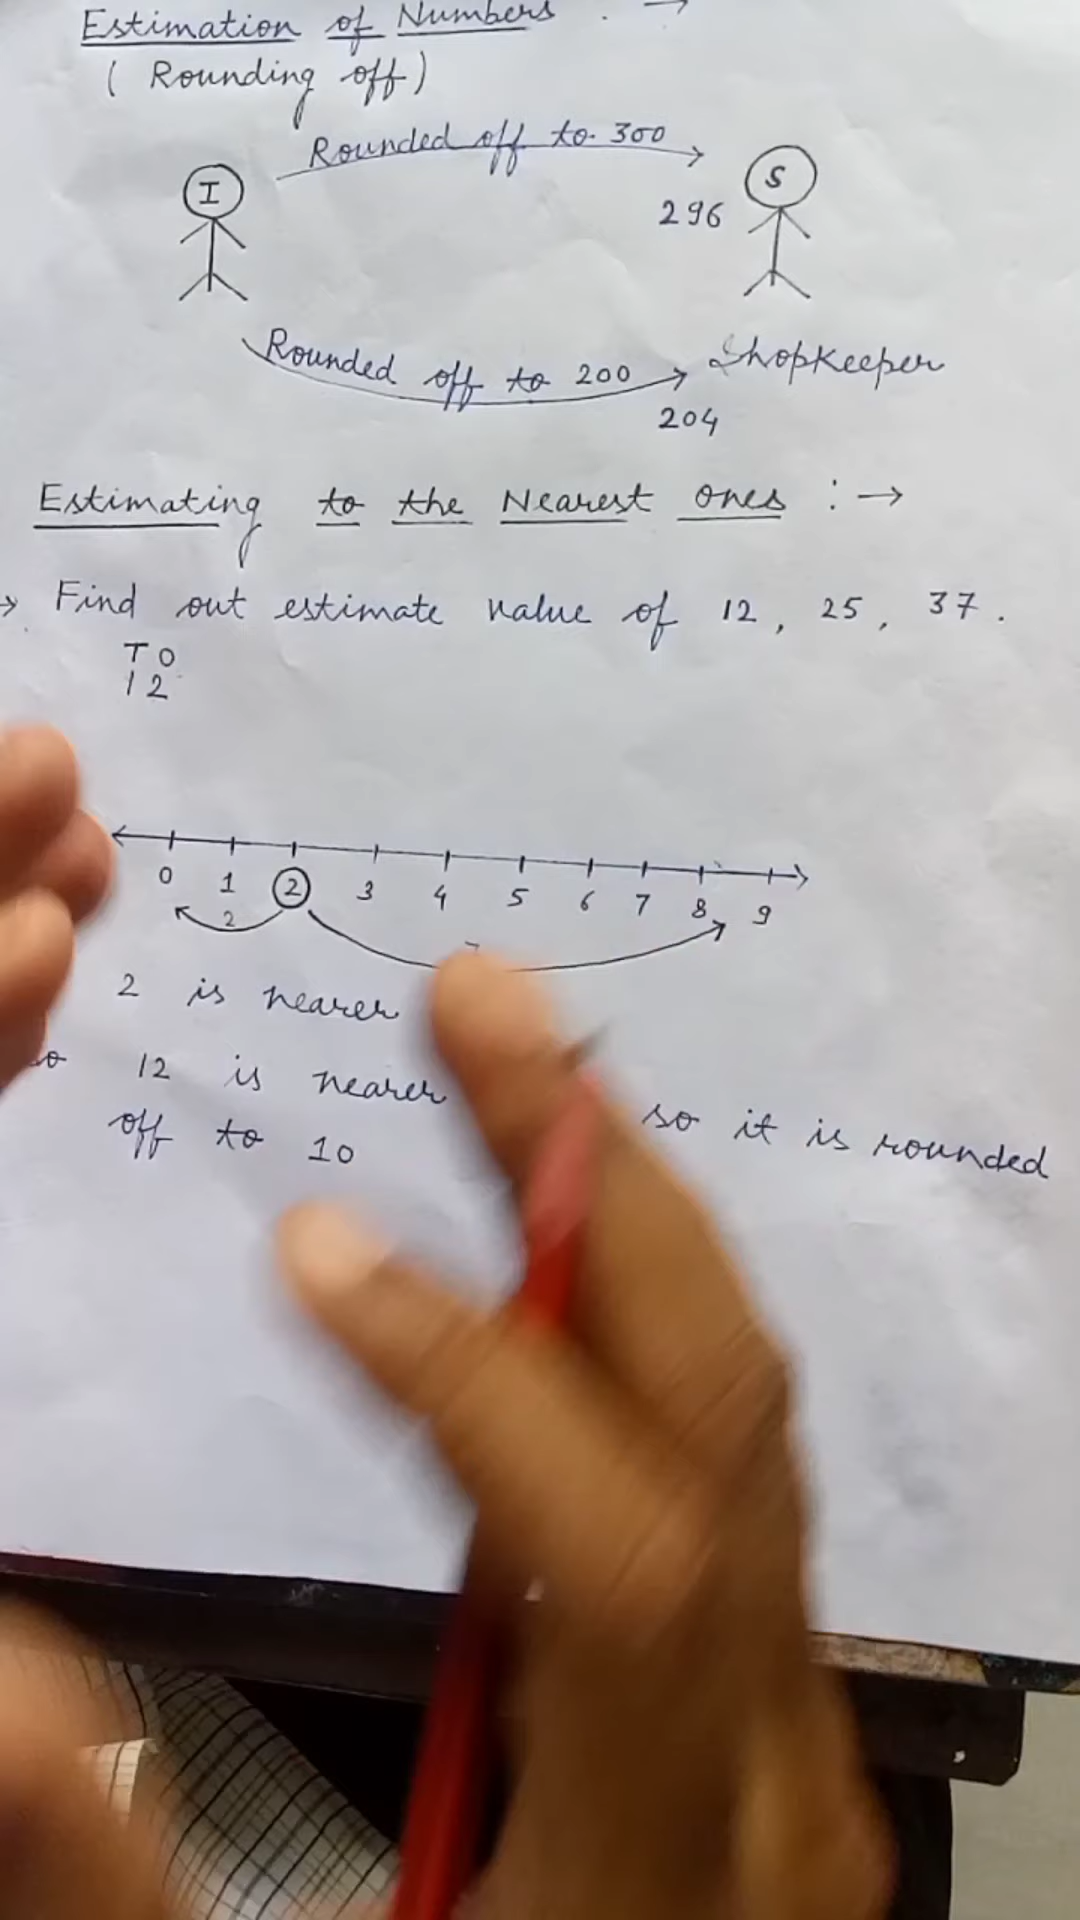 Estimation of Numbers . →
( Rounding off )
Rounded off to 300
I
S
296
Rounded off to 200
Shopkeeper
204
Estimating to the Nearest ones : →
→ Find out estimate value of 12, 25, 37.
T O
1 2
0 1 2 3 4 5 6 7 8 9
2
2 is nearer
12 is nearer so it is rounded
off to 10